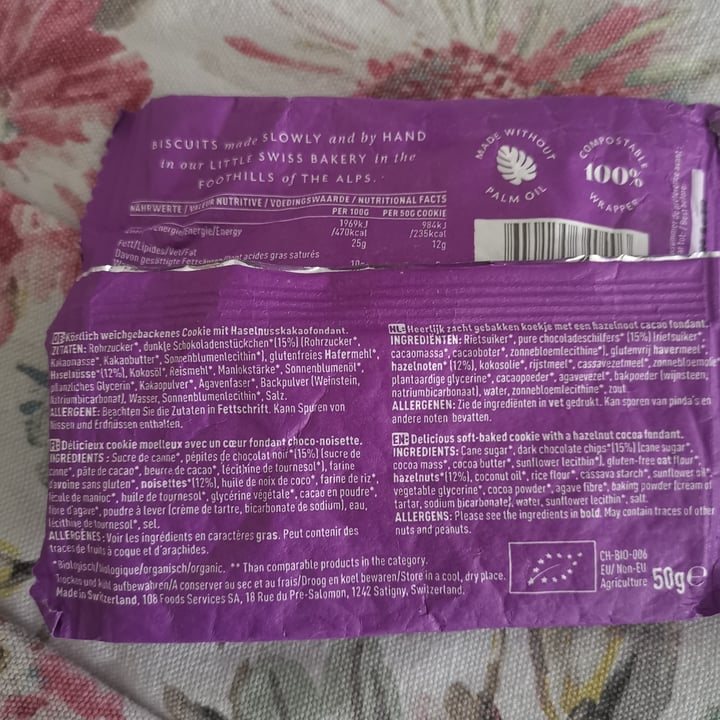 BISCUITS made SLOWLY and by HAND
in our LITTLE SWISS BAKERY in the
FOOTHILLS of THE ALPS.
MADE WITHOUT
PALM OIL
COMPOSTABLE
100%
WRAPPER
NÄHRWERTE / VALEUR NUTRITIVE / VOEDINGSWAARDE / NUTRITIONAL FACTS
PER 100G PER 50G COOKIE
Energie/Energie/Energy 1969kJ 984kJ
/470kcal /235kcal
Fett/Lipides/Vet/Fat 25g 12g
Davon gesättigte acides gras saturés
DE: Köstlich weichgebackenes Cookie mit Haselnusskakaofondant.
ZUTATEN: Rohrzucker*, dunkle Schokoladenstückchen*(15%) (Rohrzucker*,
Kakaomasse*, Kakaobutter*, Sonnenblumenlecithin*), glutenfreies Hafermehl*,
Haselnüsse*(12%), Kokosöl*, Reismehl*, Maniokstärke*, Sonnenblumenöl*,
pflanzliches Glycerin*, Kakaopulver*, Agavenfaser*, Backpulver (Weinstein,
Natriumbicarbonat), Wasser, Sonnenblumenlecithin*, Salz.
ALLERGENE: Beachten Sie die Zutaten in Fettschrift. Kann Spuren von
Nüssen und Erdnüssen enthalten.
FR: Délicieux cookie moelleux avec un cœur fondant choco-noisette.
INGRÉDIENTS : Sucre de canne*, pépites de chocolat noir*(15%) (sucre de
canne*, pâte de cacao*, beurre de cacao*, lécithine de tournesol*), farine
d'avoine sans gluten*, noisettes*(12%), huile de noix de coco*, farine de riz*,
fécule de manioc*, huile de tournesol*, glycérine végétale*, cacao en poudre*,
fibre d'agave*, poudre à lever (crème de tartre, bicarbonate de sodium), eau,
lécithine de tournesol*, sel.
ALLERGÈNES: Voir les ingrédients en caractères gras. Peut contenir des
traces de fruits à coque et d'arachides.
NL: Heerlijk zacht gebakken koekje met een hazelnoot cacao fondant.
INGREDIËNTEN: Rietsuiker*, pure chocoladeschilfers* (15%) (rietsuiker*,
cacaomassa*, cacaoboter*, zonnebloemlecithine*), glutenvrij havermeel*,
hazelnoten* (12%), kokosolie*, rijstmeel*, cassavezetmeel*, zonnebloemolie*
plantaardige glycerine*, cacaopoeder*, agavevezel*, bakpoeder (wijnsteen,
natriumbicarbonaat), water, zonnebloemlecithine*, zout.
ALLERGENEN: Zie de ingrediënten in vet gedrukt. Kan sporen van pinda's en
andere noten bevatten.
EN: Delicious soft-baked cookie with a hazelnut cocoa fondant.
INGREDIENTS: Cane sugar*, dark chocolate chips*(15%) (cane sugar*,
cocoa mass*, cocoa butter*, sunflower lecithin*), gluten-free oat flour*,
hazelnuts*(12%), coconut oil*, rice flour*, cassava starch*, sunflower oil*,
vegetable glycerine*, cocoa powder*, agave fibre*, baking powder (cream of
tartar, sodium bicarbonate), water, sunflower lecithin*, salt.
ALLERGENS: Please see the ingredients in bold. May contain traces of other
nuts and peanuts.
*Biologisch/biologique/organisch/organic. **Than comparable products in the category.
Trocken und kühl aufbewahren/A conserver au sec et au frais/Droog en koel bewaren/Store in a cool, dry place.
Made in Switzerland, 108 Foods Services SA, 18 Rue du Pré-Salomon, 1242 Satigny, Switzerland.
CH-BIO-006
EU/ Non-EU
Agriculture
50g e